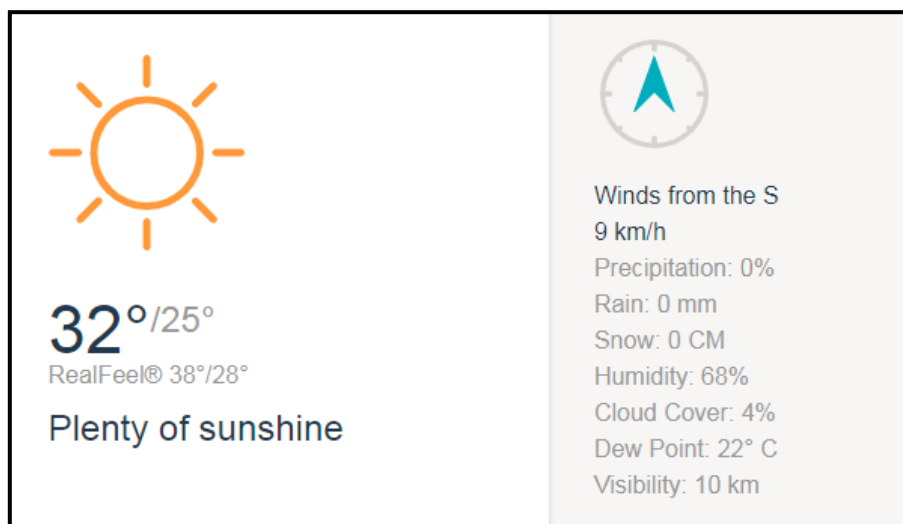 32°/25°
RealFeel® 38°/28°
Plenty of sunshine
Winds from the S
9 km/h
Precipitation: 0%
Rain: 0 mm
Snow: 0 CM
Humidity: 68%
Cloud Cover: 4%
Dew Point: 22° C
Visibility: 10 km